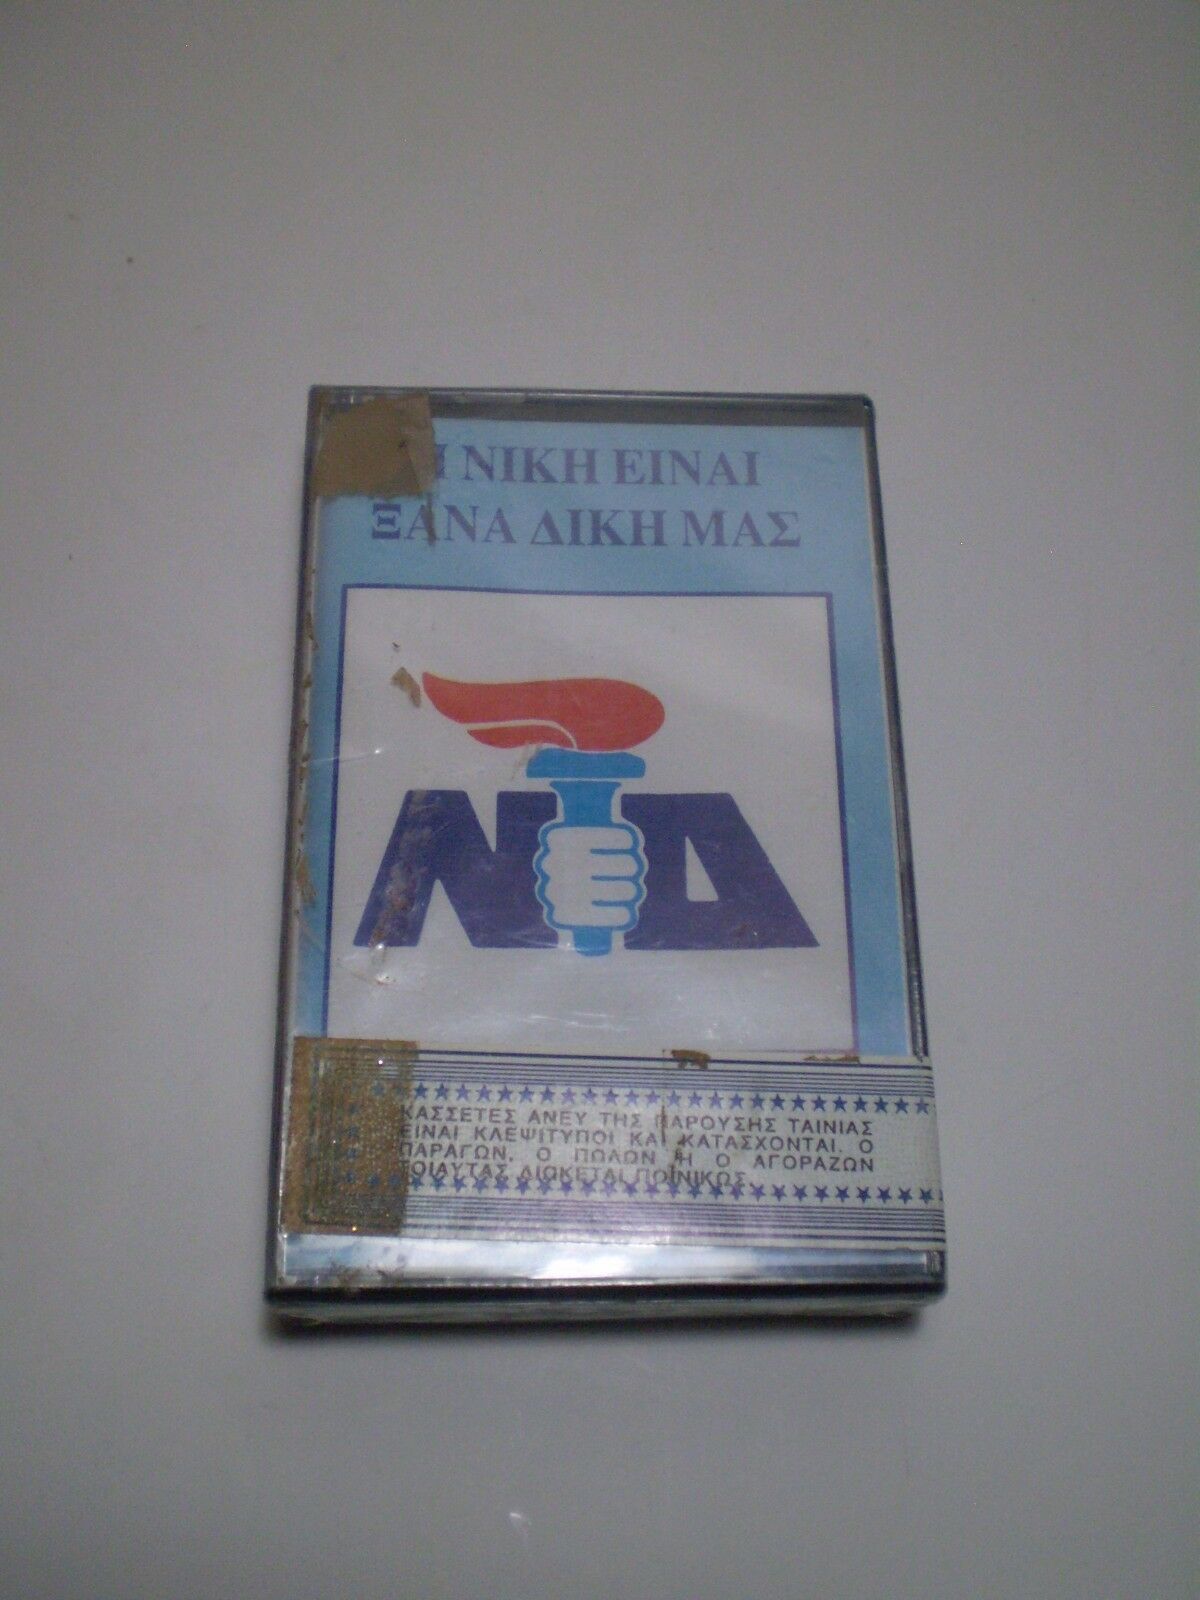 Η ΝΙΚΗ ΕΙΝΑΙ
ΞΑΝΑ ΔΙΚΗ ΜΑΣ
ΝΔ
ΚΑΣΣΕΤΕΣ ΑΝΕΥ ΤΗΣ ΠΑΡΟΥΣΗΣ ΤΑΙΝΙΑΣ
ΕΙΝΑΙ ΚΛΕΨΙΤΥΠΟΙ ΚΑΙ ΚΑΤΑΣΧΟΝΤΑΙ. Ο
ΠΑΡΑΓΩΝ, Ο ΠΩΛΩΝ Η Ο ΑΓΟΡΑΖΩΝ
ΤΟΙΑΥΤΑΣ ΔΙΩΚΕΤΑΙ ΠΟΙΝΙΚΩΣ.